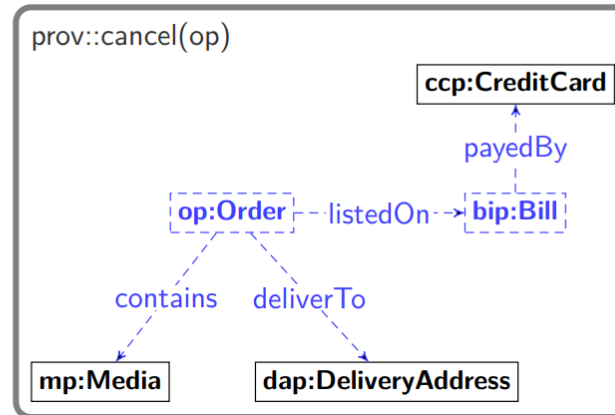 prov::cancel(op)
ccp:CreditCard
payedBy
op:Order
listedOn
bip:Bill
contains
deliverTo
mp:Media
dap:DeliveryAddress